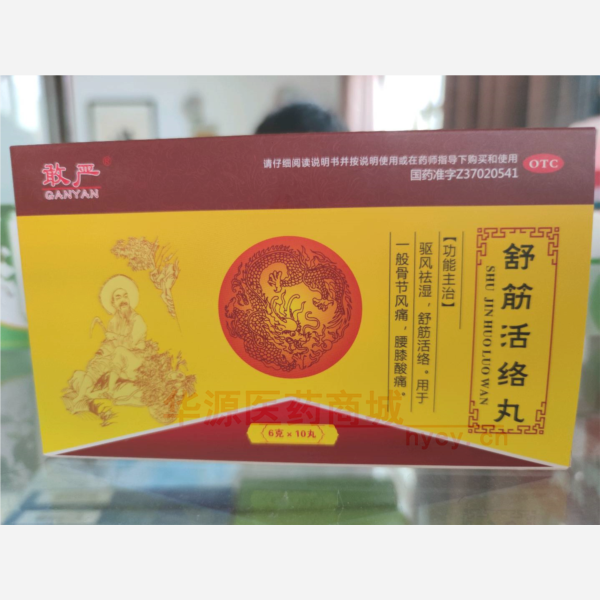 敢严
GANYAN
请仔细阅读说明书并按说明使用或在药师指导下购买和使用
国药准字Z37020541
OTC
舒筋活络丸
SHU JIN HUO LUO WAN
【功能主治】
驱风祛湿，舒筋活络。用于
一般骨节风痛，腰膝酸痛。
6克×10丸
华源医药商城
hycy.cn